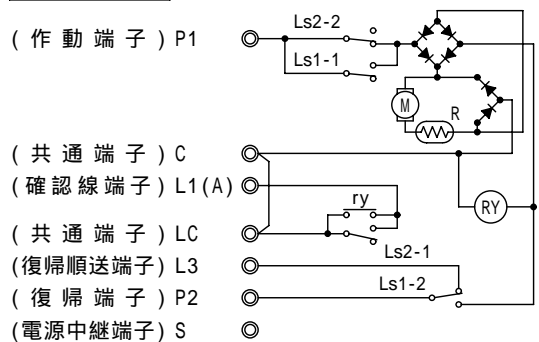 Ls2-2
( 作 動 端 子 ) P1
Ls1-1
M
R
( 共 通 端 子 ) C
(確認線端子) L1(A)
ry
RY
( 共 通 端 子 ) LC
Ls2-1
(復帰順送端子) L3
Ls1-2
( 復 帰 端 子 ) P2
(電源中継端子) S